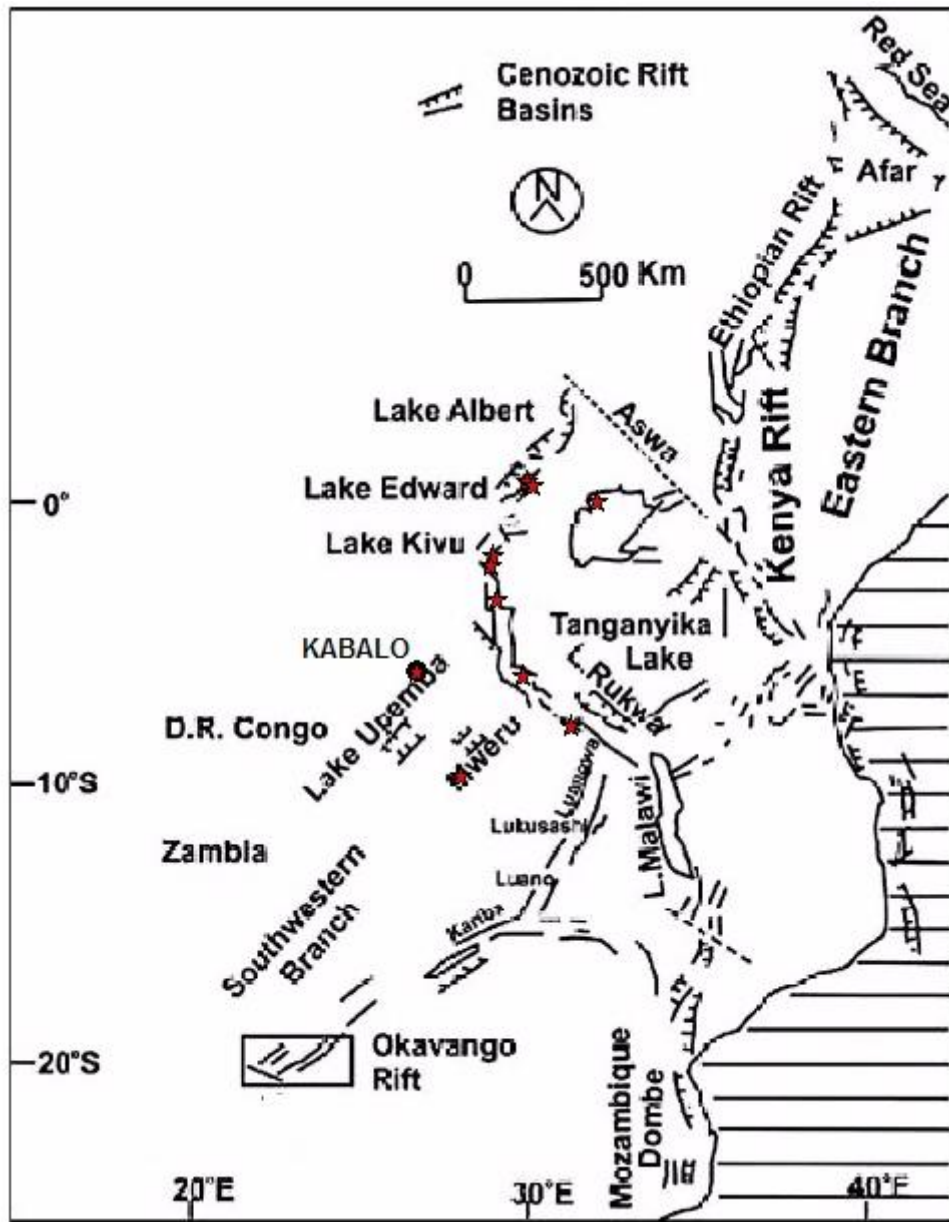 Cenozoic Rift
Basins
N
0 500 Km
Red Sea
Afar
Ethiopian Rift
Eastern Branch
Kenya Rift
Lake Albert
Aswa
Lake Edward
0°
Lake Kivu
Tanganyika
Lake
KABALO
Rukwa
D.R. Congo
Lake Upemba
Mweru
10°S
Luangwa
Lukusashi
L.Malawi
Zambia
Luano
Kariba
Southwestern
Branch
20°S
Okavango
Rift
Mozambique
Dombe
20°E
30°E
40°E